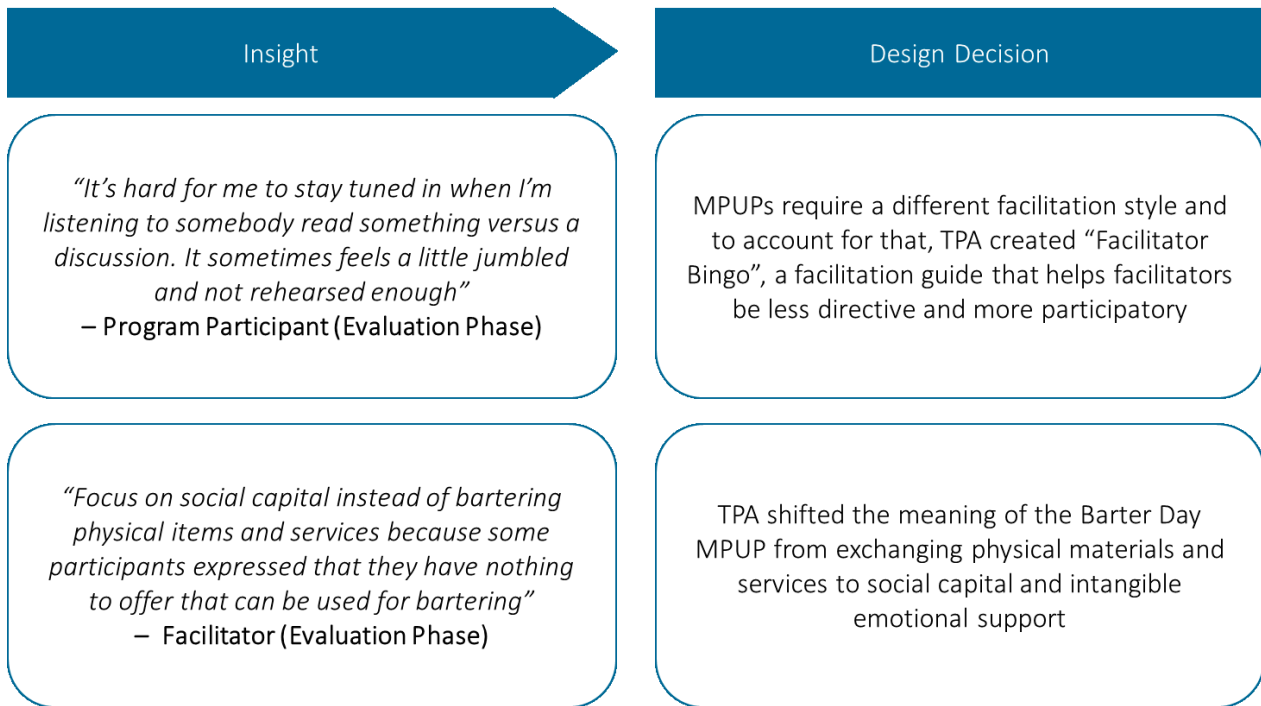 Insight
Design Decision
“It’s hard for me to stay tuned in when I’m
listening to somebody read something versus a
discussion. It sometimes feels a little jumbled
and not rehearsed enough”
– Program Participant (Evaluation Phase)
MPUPs require a different facilitation style and
to account for that, TPA created “Facilitator
Bingo”, a facilitation guide that helps facilitators
be less directive and more participatory
“Focus on social capital instead of bartering
physical items and services because some
participants expressed that they have nothing
to offer that can be used for bartering”
– Facilitator (Evaluation Phase)
TPA shifted the meaning of the Barter Day
MPUP from exchanging physical materials and
services to social capital and intangible
emotional support